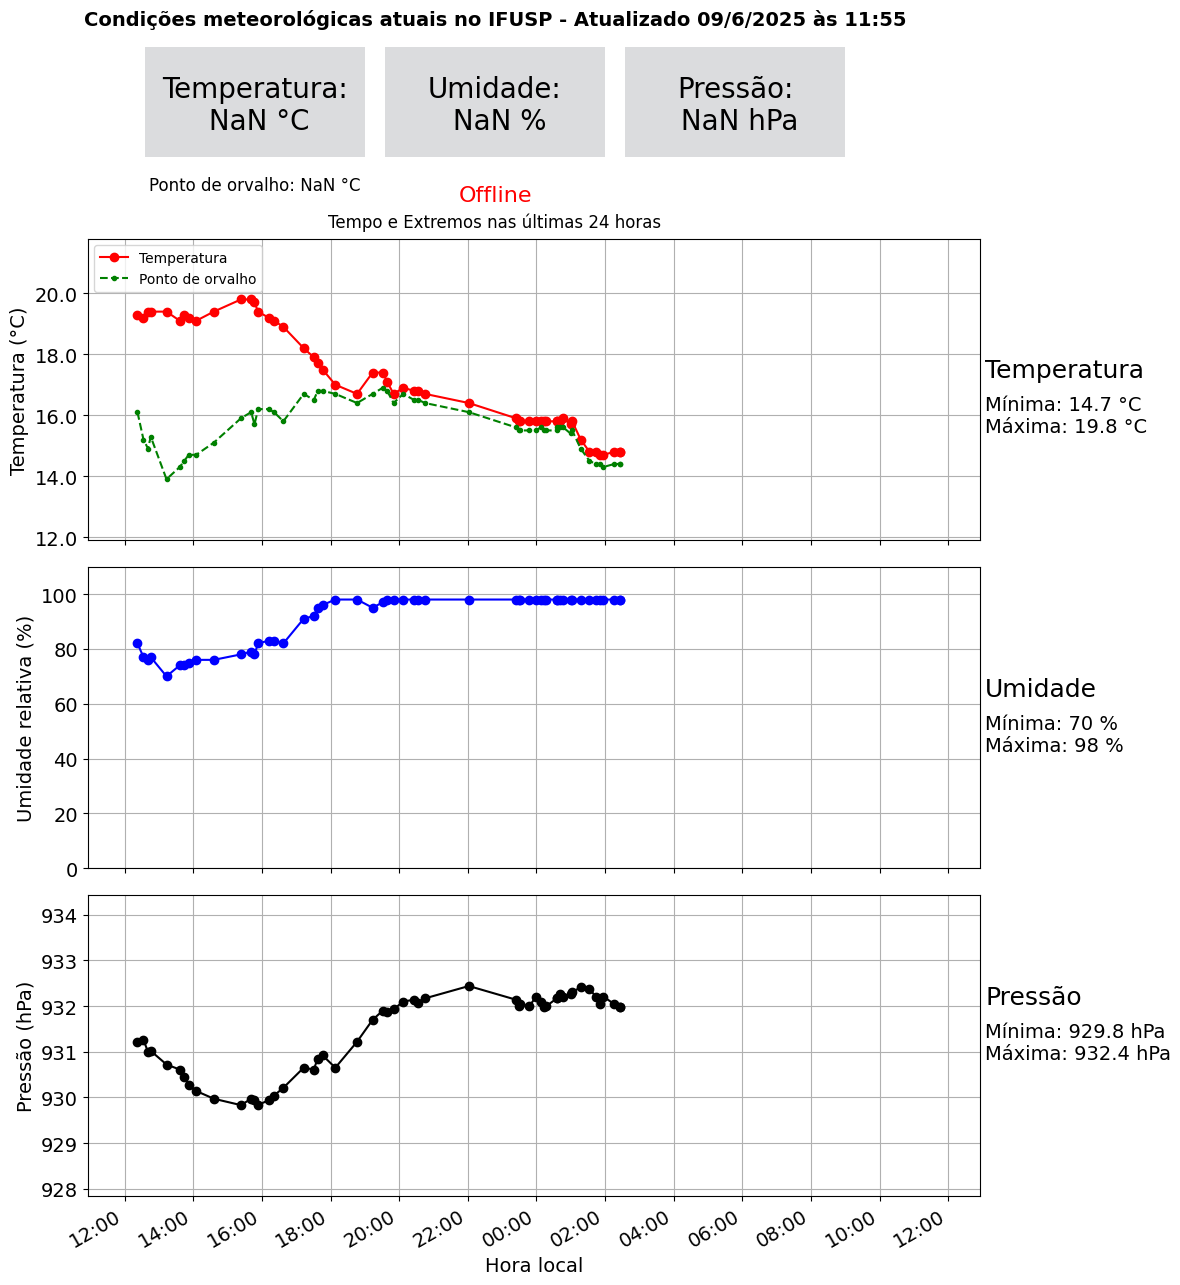 Condições meteorológicas atuais no IFUSP - Atualizado 09/6/2025 às 11:55
Temperatura:
NaN °C
Umidade:
NaN %
Pressão:
NaN hPa
Ponto de orvalho: NaN °C
Offline
Tempo e Extremos nas últimas 24 horas
Temperatura
Ponto de orvalho
Temperatura (°C)
20.0
18.0
16.0
14.0
12.0
Temperatura
Mínima: 14.7 °C
Máxima: 19.8 °C
Umidade relativa (%)
100
80
60
40
20
0
Umidade
Mínima: 70 %
Máxima: 98 %
Pressão (hPa)
934
933
932
931
930
929
928
Pressão
Mínima: 929.8 hPa
Máxima: 932.4 hPa
12:00
14:00
16:00
18:00
20:00
22:00
00:00
02:00
04:00
06:00
08:00
10:00
12:00
Hora local